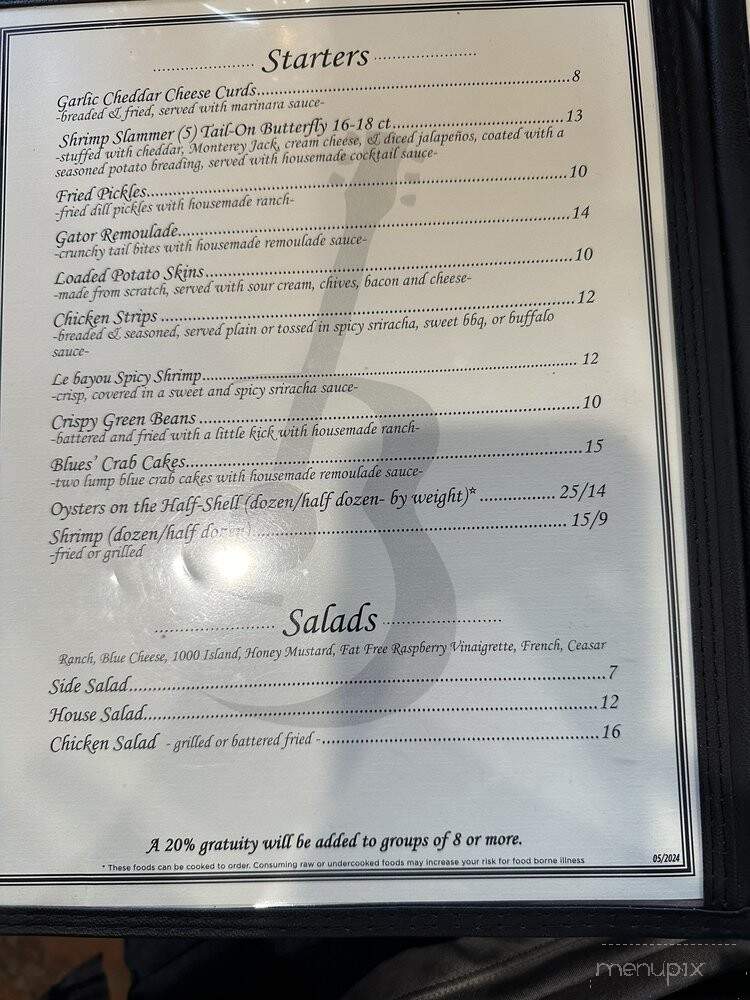 Starters
Garlic Cheddar Cheese Curds 8
-breaded & fried, served with marinara sauce-
Shrimp Slammer (5) Tail-On Butterfly 16-18 ct 13
-stuffed with cheddar, Monterey Jack, cream cheese, & diced jalapeños, coated with a
seasoned potato breading, served with housemade cocktail sauce-
Fried Pickles 10
-fried dill pickles with housemade ranch-
Gator Remoulade 14
-crunchy tail bites with housemade remoulade sauce-
Loaded Potato Skins 10
-made from scratch, served with sour cream, chives, bacon and cheese-
Chicken Strips 12
-breaded & seasoned, served plain or tossed in spicy sriracha, sweet bbq, or buffalo
sauce-
Le bayou Spicy Shrimp 12
-crisp, covered in a sweet and spicy sriracha sauce-
Crispy Green Beans 10
-battered and fried with a little kick with housemade ranch-
Blues' Crab Cakes 15
-two lump blue crab cakes with housemade remoulade sauce-
Oysters on the Half-Shell (dozen/half dozen- by weight)* 25/14
Shrimp (dozen/half dozen) 15/9
-fried or grilled
Salads
Ranch, Blue Cheese, 1000 Island, Honey Mustard, Fat Free Raspberry Vinaigrette, French, Ceasar
Side Salad 7
House Salad 12
Chicken Salad - grilled or battered fried - 16
A 20% gratuity will be added to groups of 8 or more.
* These foods can be cooked to order. Consuming raw or undercooked foods may increase your risk for food borne illness
05/2024
menupix